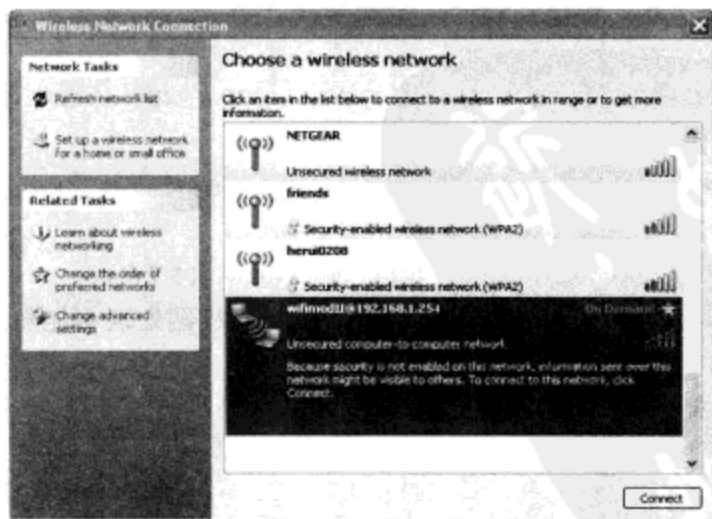 Wireless Network Connection
Network Tasks
Refresh network list
Set up a wireless network
for a home or small office
Related Tasks
Learn about wireless
networking
Change the order of
preferred networks
Change advanced
settings
Choose a wireless network
Click an item in the list below to connect to a wireless network in range or to get more
information.
NETGEAR
Unsecured wireless network
friends
Security-enabled wireless network (WPA2)
herui0208
Security-enabled wireless network (WPA2)
On Demand
Unsecured computer-to-computer network
Because security is not enabled on this network, information sent over this
network might be visible to others. To connect to this network, click
Connect.
Connect